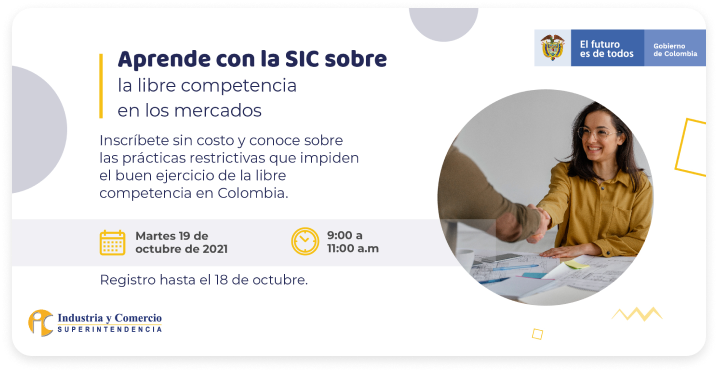 Aprende con la SIC sobre
la libre competencia
en los mercados
El futuro
es de todos
Gobierno
de Colombia
Inscríbete sin costo y conoce sobre
las prácticas restrictivas que impiden
el buen ejercicio de la libre
competencia en Colombia.
Martes 19 de
octubre de 2021
9:00 a
11:00 a.m
Registro hasta el 18 de octubre.
Industria y Comercio
SUPERINTENDENCIA